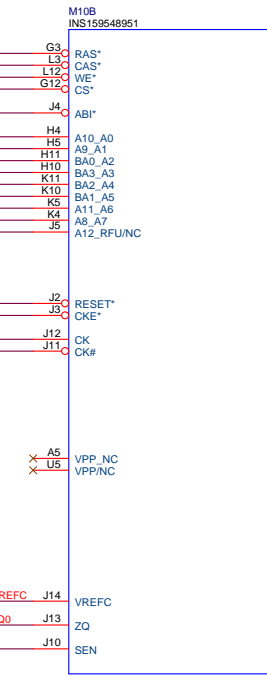 M10B
INS159548951
G3 RAS*
L3 CAS*
L12 WE*
G12 CS*
J4 ABI*
H4 A10_A0
H5 A9_A1
H11 BA0_A2
H10 BA3_A3
K11 BA2_A4
K10 BA1_A5
K5 A11_A6
K4 A8_A7
J5 A12_RFU/NC
J2 RESET*
J3 CKE*
J12 CK
J11 CK#
A5 VPP_NC
U5 VPP/NC
REFC J14 VREFC
Q0 J13 ZQ
J10 SEN